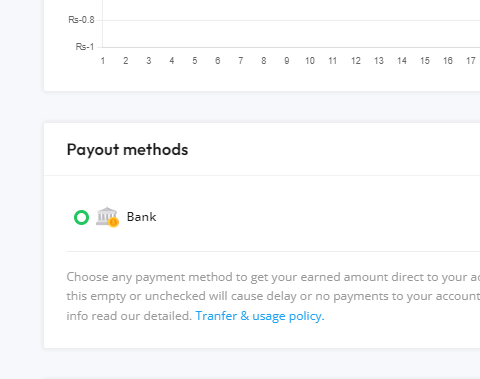 Rs-0.8
Rs-1
1 2 3 4 5 6 7 8 9 10 11 12 13 14 15 16 17
Payout methods
Bank
Choose any payment method to get your earned amount direct to your
this empty or unchecked will cause delay or no payments to your account
info read our detailed. Tranfer & usage policy.